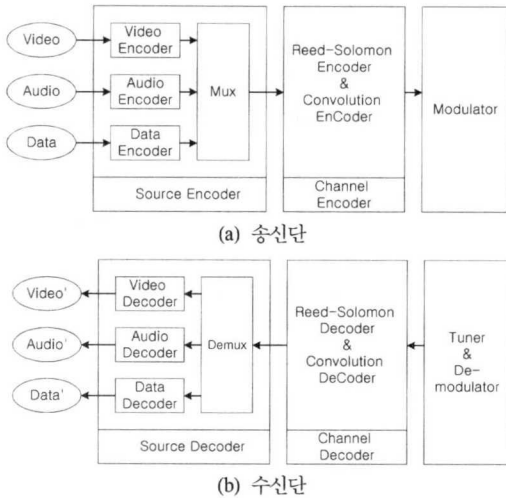 Video
Video
Encoder
Audio
Audio
Encoder
Data
Data
Encoder
Mux
Source Encoder
Reed-Solomon
Encoder
&
Convolution
EnCoder
Channel
Encoder
Modulator
(a) 송신단
Video'
Video
Decoder
Audio'
Audio
Decoder
Data'
Data
Decoder
Demux
Source Decoder
Reed-Solomon
Decoder
&
Convolution
DeCoder
Channel
Decoder
Tuner
&
De-
modulator
(b) 수신단